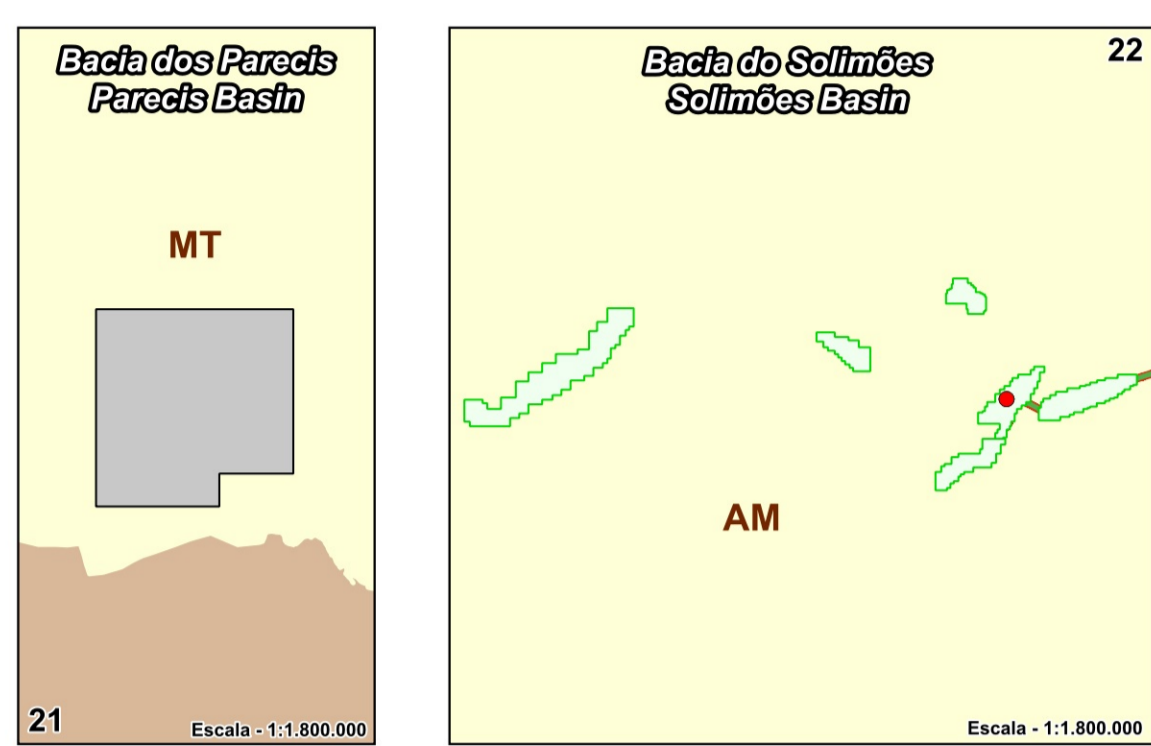 Bacia dos Parecis
Parecis Basin
MT
21
Escala - 1:1.800.000
22
Bacia do Solimões
Solimões Basin
AM
Escala - 1:1.800.000